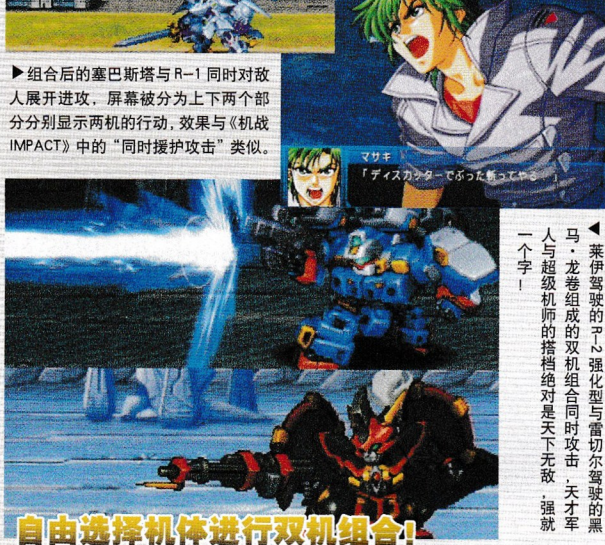 ▶组合后的塞巴斯塔与R-1同时对敌
人展开进攻，屏幕被分为上下两个部
分分别显示两机的行动，效果与《机战
IMPACT》中的“同时援护攻击”类似。
マサキ
「ディスカッターでぶった斬ってやる
◀莱伊驾驶的R-2强化型与雷切尔驾驶的黑
马·龙卷组成的双机组合同时攻击，天才军
人与超级机师的搭档绝对是天下无敌，强就
一个字！
自由选择机体进行双机组合！